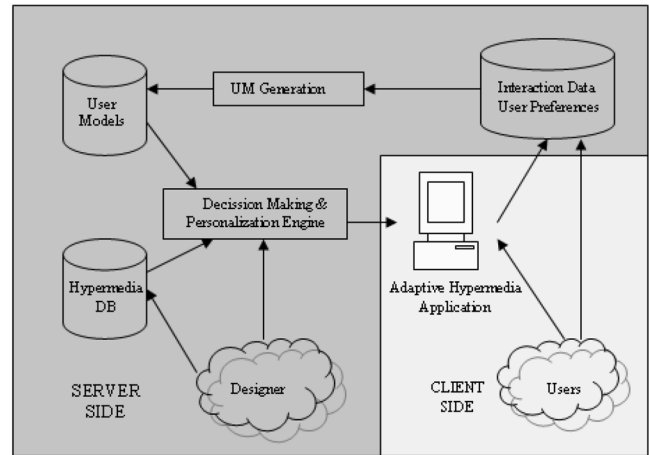 User
Models
UM Generation
Interaction Data
User Preferences
Decission Making &
Personalization Engine
Hypermedia
DB
Adaptive Hypermedia
Application
SERVER
SIDE
Designer
CLIENT
SIDE
Users